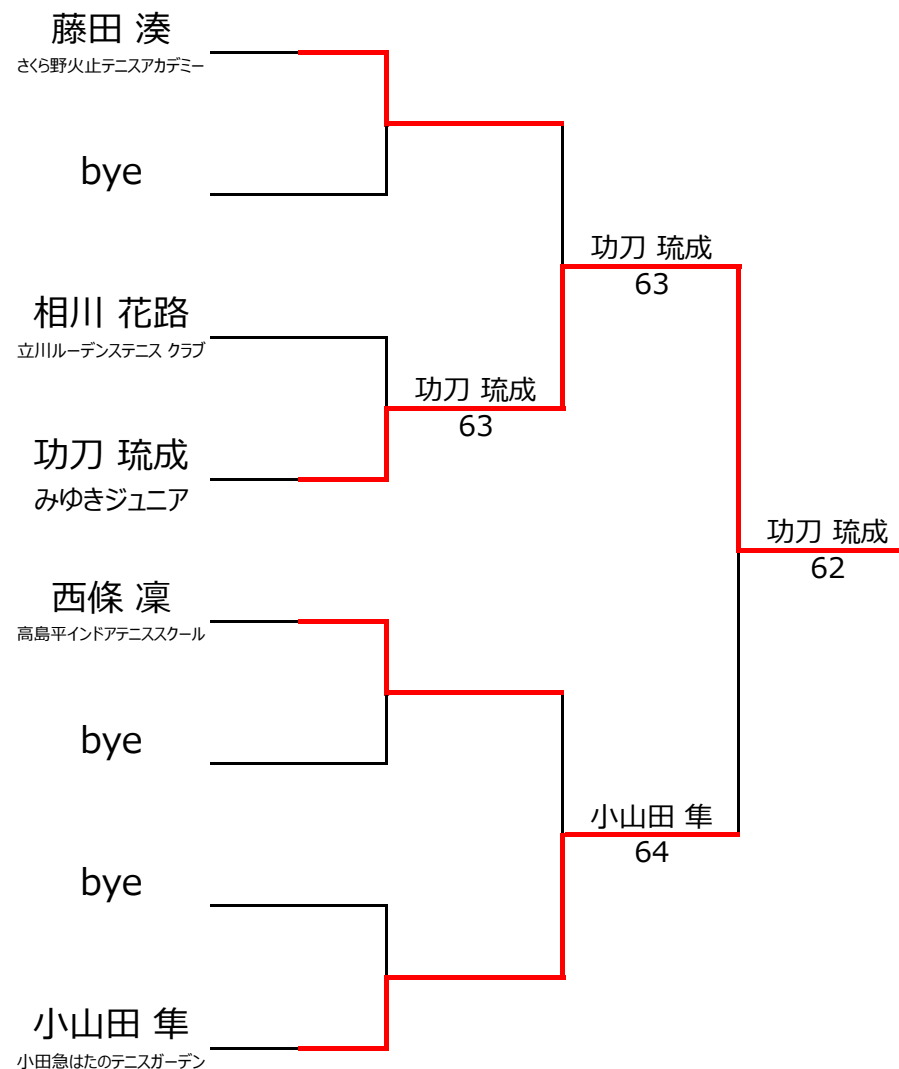 藤田 湊
さくら野火止テニスアカデミー
bye
相川 花路
立川ルーデンステニス クラブ
功刀 琉成
みゆきジュニア
西條 凜
高島平インドアテニススクール
bye
bye
小山田 隼
小田急はたのテニスガーデン
功刀 琉成
63
功刀 琉成
63
小山田 隼
64
功刀 琉成
62